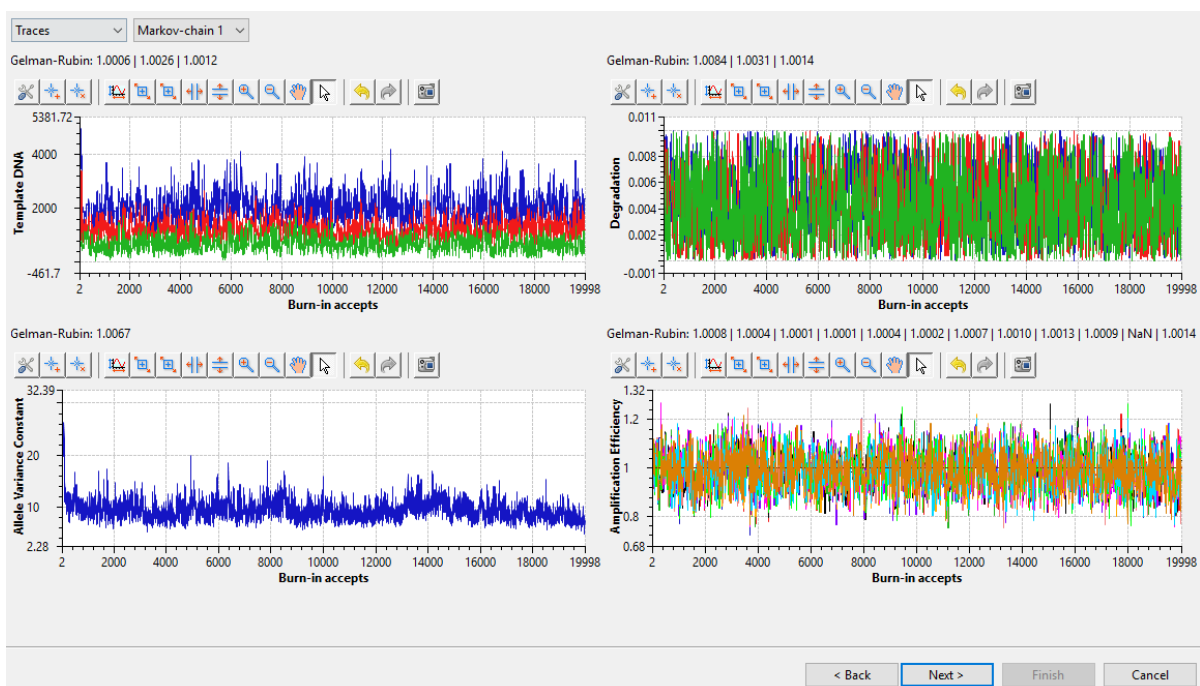 Traces Markov-chain 1
Gelman-Rubin: 1.0006 | 1.0026 | 1.0012
5381.72
4000
2000
-461.7
Template DNA
2 2000 4000 6000 8000 10000 12000 14000 16000 18000 19998
Burn-in accepts
Gelman-Rubin: 1.0084 | 1.0031 | 1.0014
0.011
0.008
0.006
0.004
0.002
-0.001
Degradation
2 2000 4000 6000 8000 10000 12000 14000 16000 18000 19998
Burn-in accepts
Gelman-Rubin: 1.0067
32.39
20
10
2.28
Allele Variance Constant
2 2000 4000 6000 8000 10000 12000 14000 16000 18000 19998
Burn-in accepts
Gelman-Rubin: 1.0008 | 1.0004 | 1.0001 | 1.0001 | 1.0004 | 1.0002 | 1.0007 | 1.0010 | 1.0013 | 1.0009 | NaN | 1.0014
1.32
1.2
1
0.8
0.68
Amplification Efficiency
2 2000 4000 6000 8000 10000 12000 14000 16000 18000 19998
Burn-in accepts
< Back Next > Finish Cancel